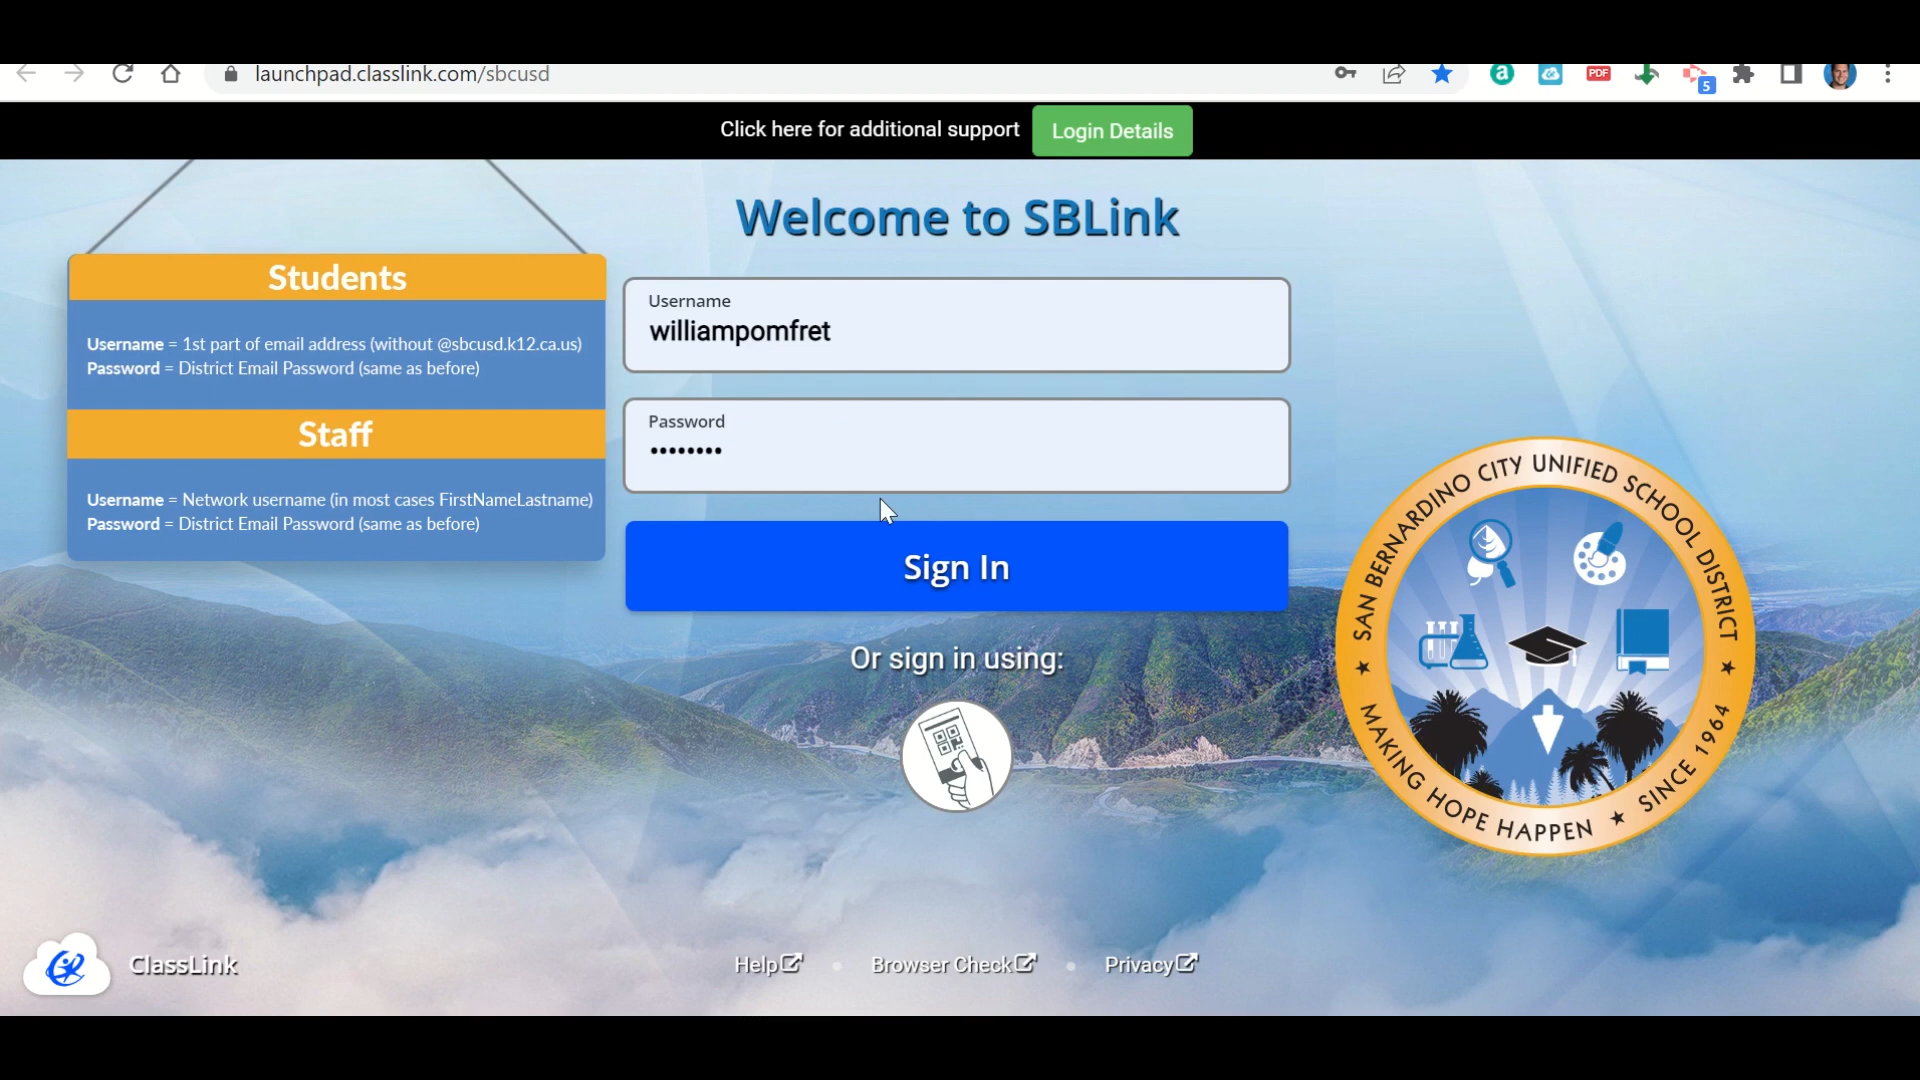 launchpad.classlink.com/sbcusd
PDF
5
Click here for additional support
Login Details
Welcome to SBLink
Students
Username = 1st part of email address (without @sbcusd.k12.ca.us)
Password = District Email Password (same as before)
Staff
Username = Network username (in most cases FirstNameLastname)
Password = District Email Password (same as before)
Username
williampomfret
Password
••••••••
Sign In
Or sign in using:
SAN BERNARDINO CITY UNIFIED SCHOOL DISTRICT
MAKING HOPE HAPPEN ★ SINCE 1964
ClassLink
Help
Browser Check
Privacy